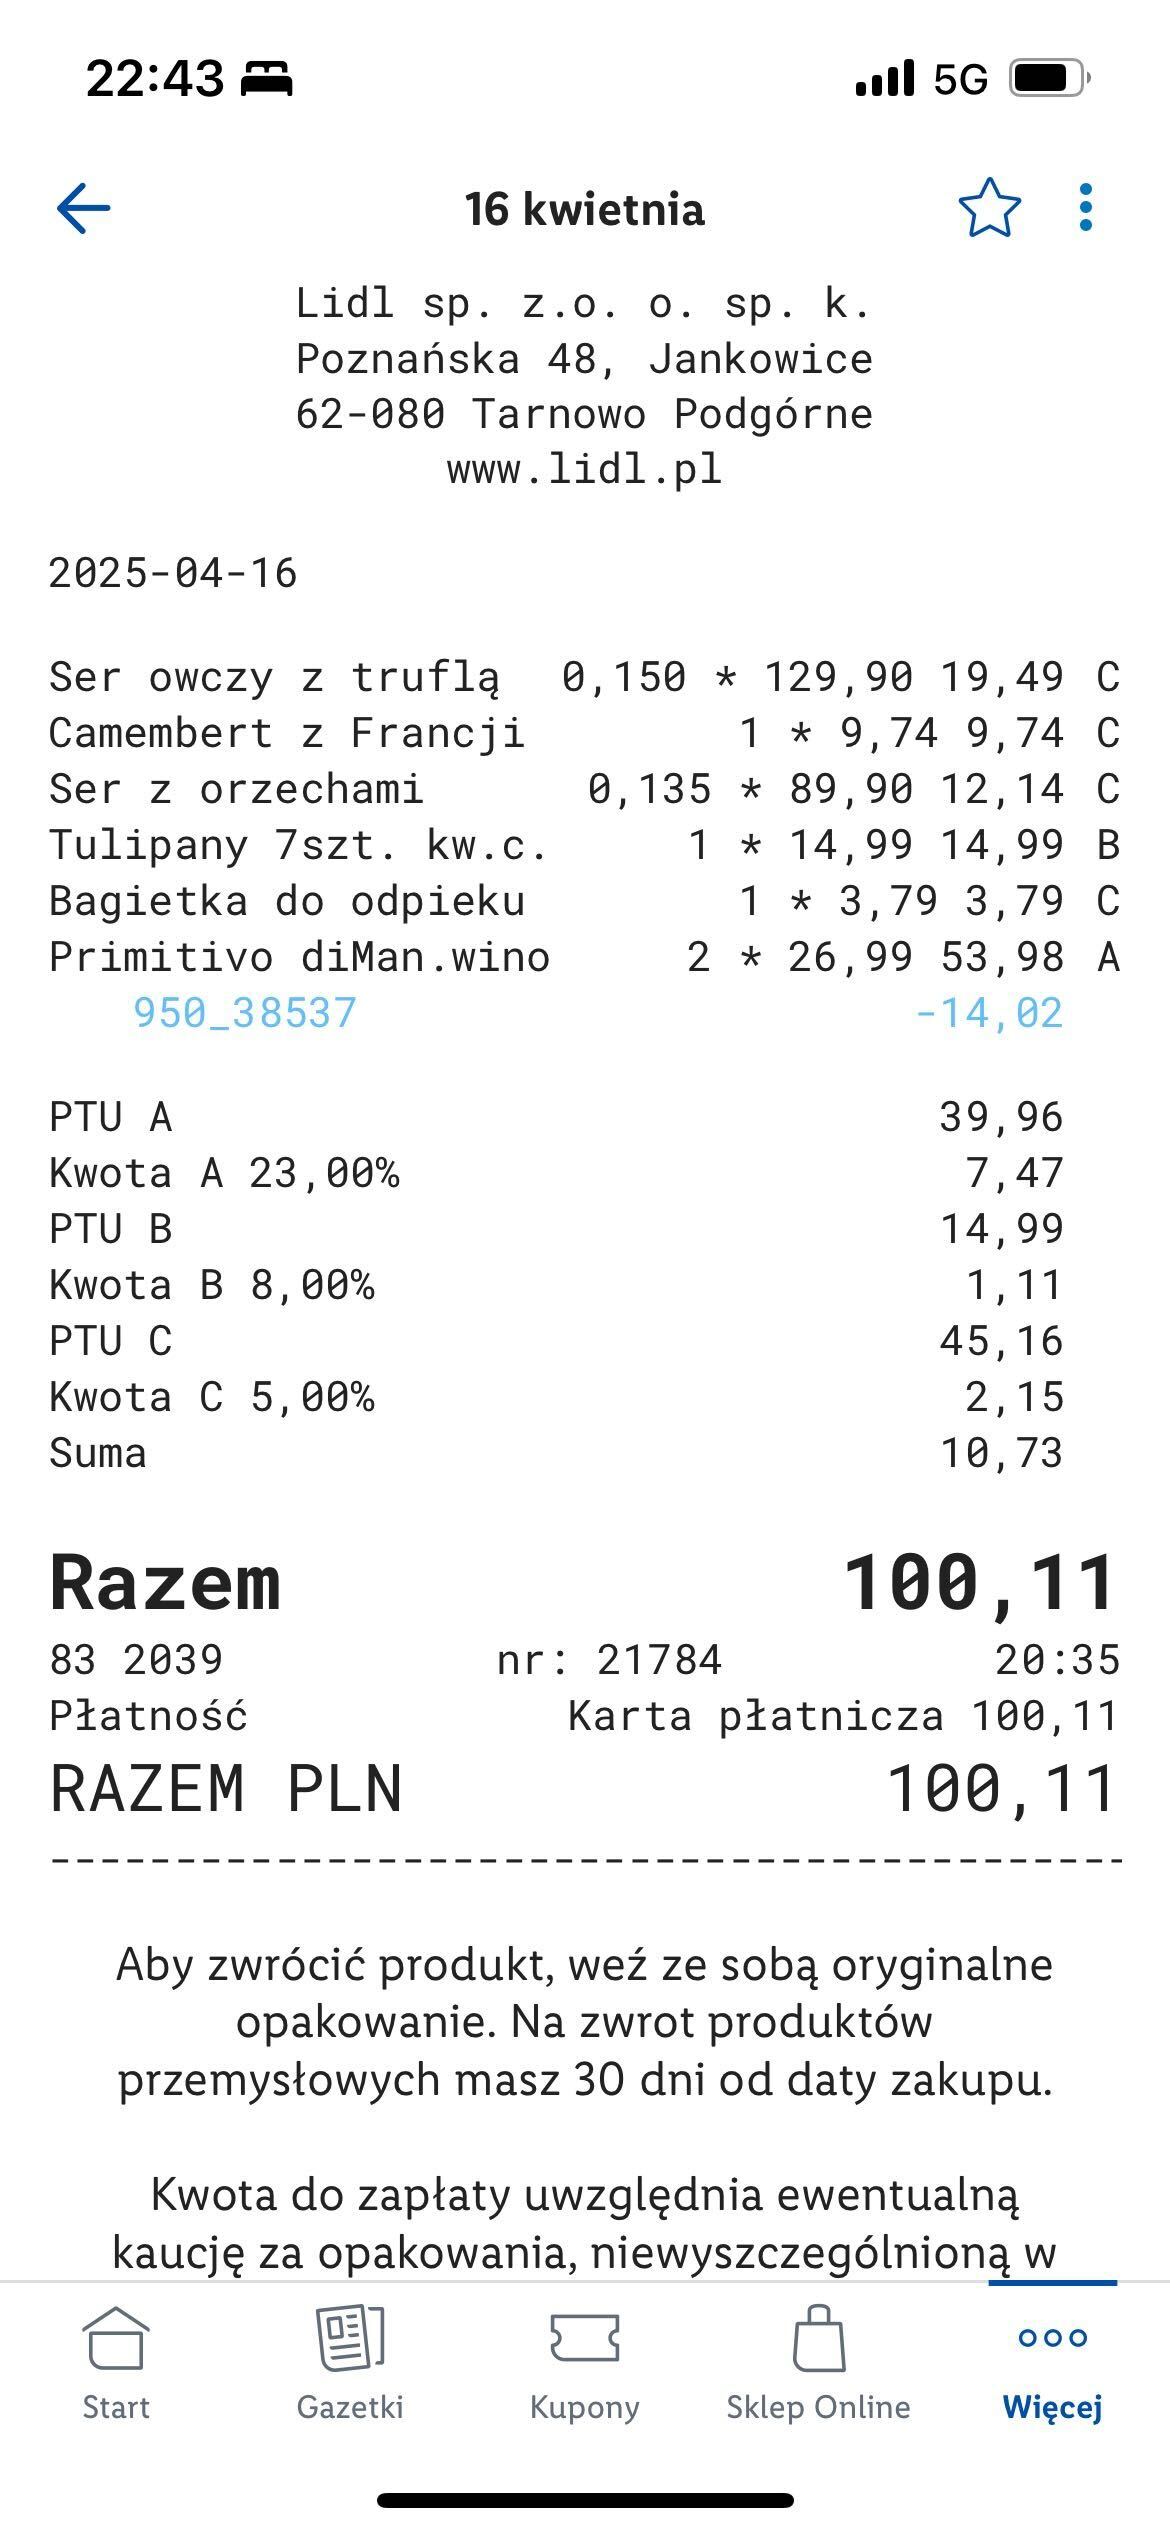 22:43 5G
16 kwietnia
Lidl sp. z.o. o. sp. k.
Poznańska 48, Jankowice
62-080 Tarnowo Podgórne
www.lidl.pl
2025-04-16
Ser owczy z truflą 0,150 * 129,90 19,49 C
Camembert z Francji 1 * 9,74 9,74 C
Ser z orzechami 0,135 * 89,90 12,14 C
Tulipany 7szt. kw.c. 1 * 14,99 14,99 B
Bagietka do odpieku 1 * 3,79 3,79 C
Primitivo diMan.wino 2 * 26,99 53,98 A
950_38537 -14,02
PTU A 39,96
Kwota A 23,00% 7,47
PTU B 14,99
Kwota B 8,00% 1,11
PTU C 45,16
Kwota C 5,00% 2,15
Suma 10,73
Razem 100,11
83 2039 nr: 21784 20:35
Płatność Karta płatnicza 100,11
RAZEM PLN 100,11
------------------------------------------
Aby zwrócić produkt, weź ze sobą oryginalne
opakowanie. Na zwrot produktów
przemysłowych masz 30 dni od daty zakupu.
Kwota do zapłaty uwzględnia ewentualną
kaucję za opakowania, niewyszczególnioną w
Start Gazetki Kupony Sklep Online Więcej